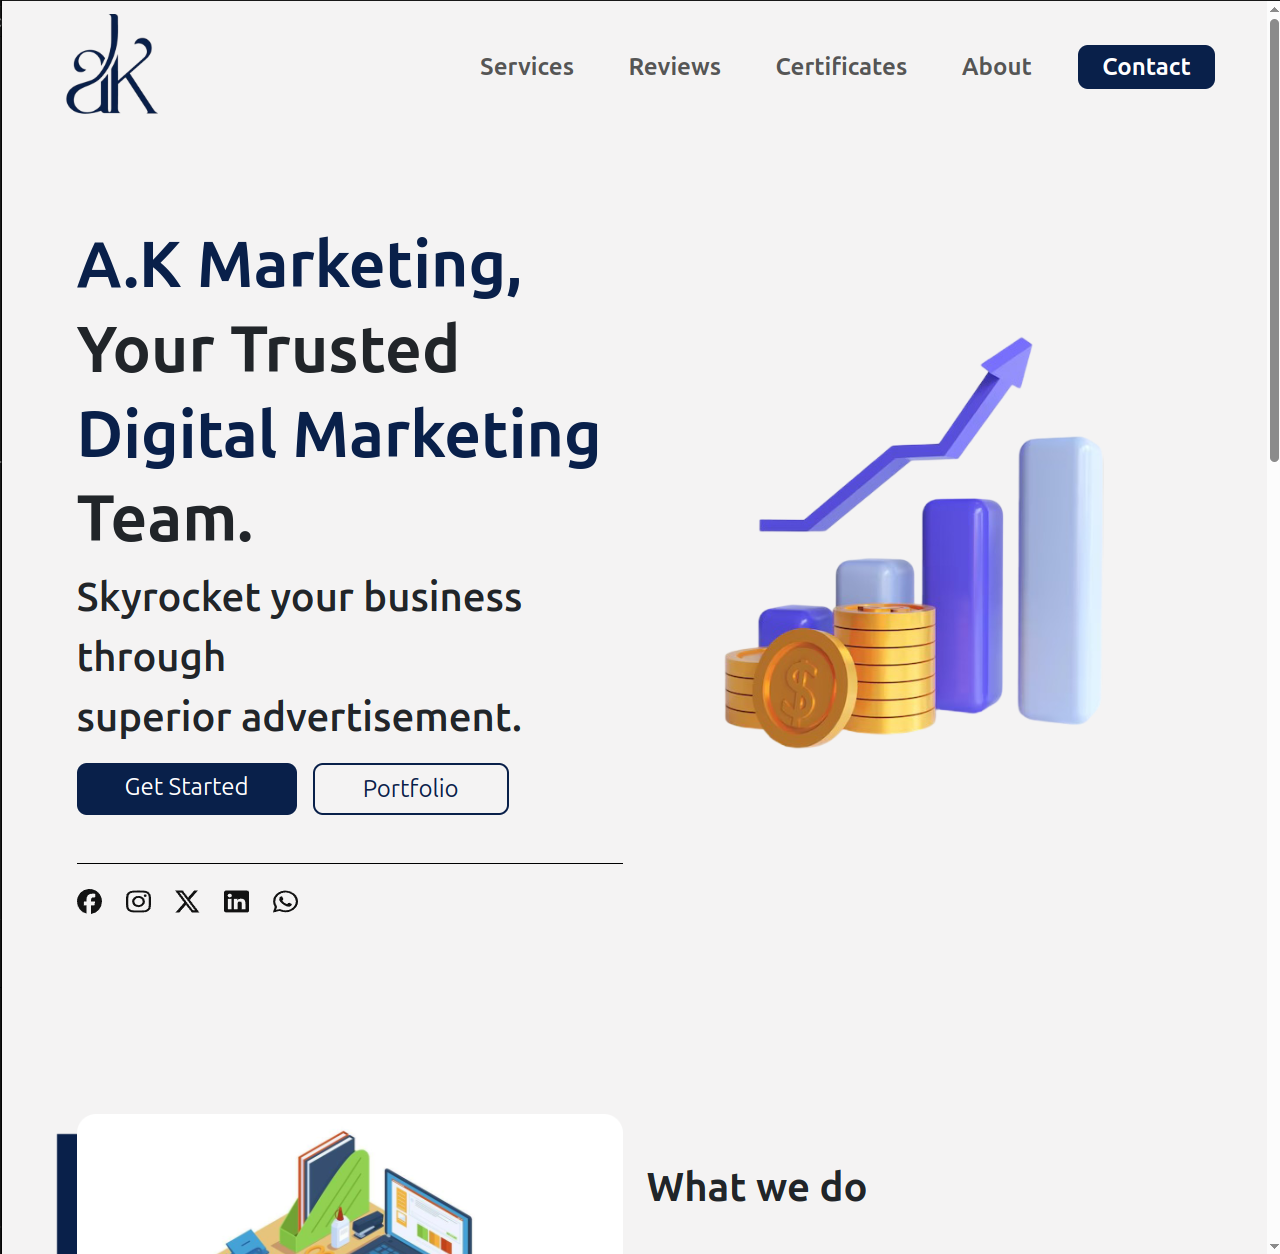 ak
Services Reviews Certificates About Contact
A.K Marketing,
Your Trusted
Digital Marketing
Team.
Skyrocket your business
through
superior advertisement.
Get Started Portfolio
$
What we do